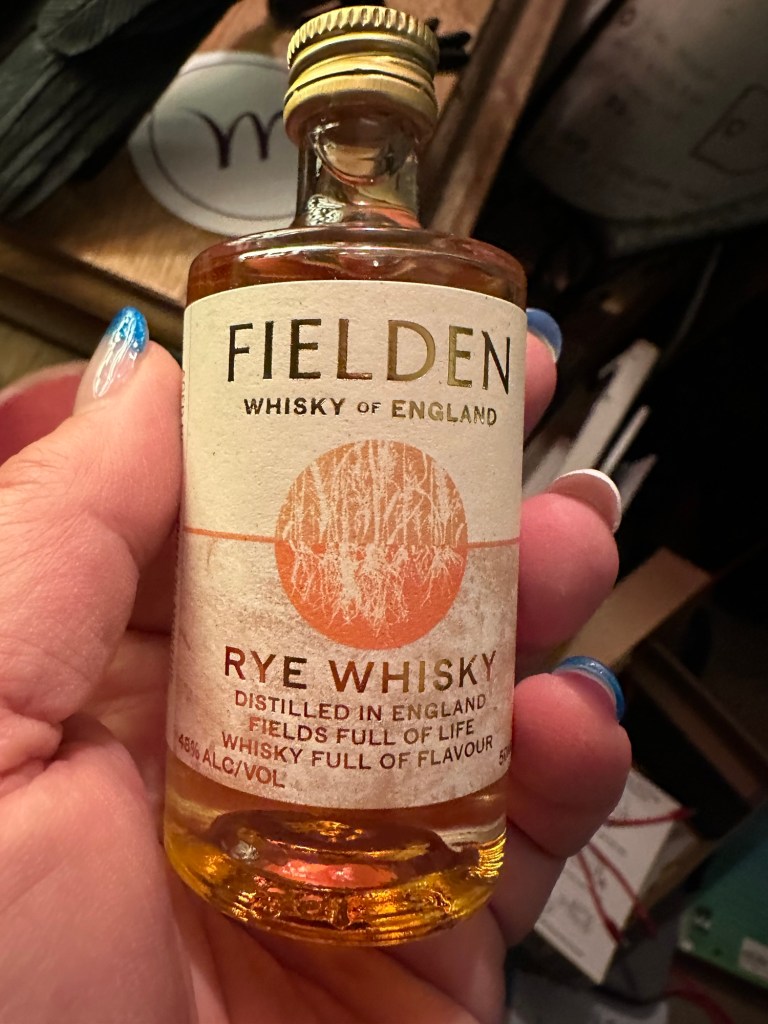 m
FIELDEN
WHISKY OF ENGLAND
RYE WHISKY
DISTILLED IN ENGLAND
FIELDS FULL OF LIFE
WHISKY FULL OF FLAVOUR
48% ALC/VOL